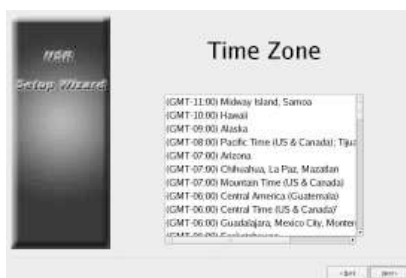 Setup Wizard
Time Zone
(GMT-11:00) Midway Island, Samoa
(GMT-10:00) Hawaii
(GMT-09:00) Alaska
(GMT-08:00) Pacific Time (US & Canada); Tijua
(GMT-07:00) Arizona
(GMT-07:00) Chihuahua, La Paz, Mazatlan
(GMT-07:00) Mountain Time (US & Canada)
(GMT-06:00) Central America (Guatemala)
(GMT-06:00) Central Time (US & Canada)
(GMT-06:00) Guadalajara, Mexico City, Monter